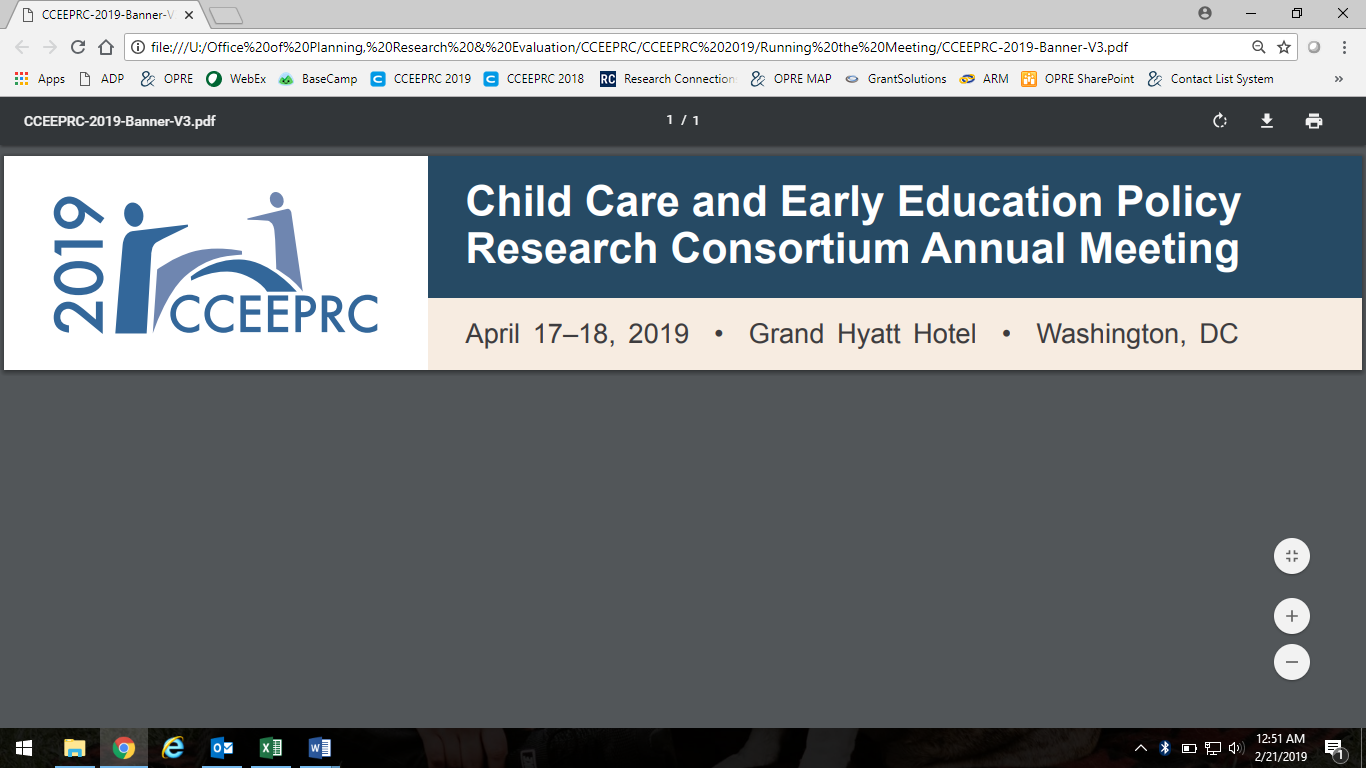 CCEEPRC-2019-Banner-V
file:///U:/Office%20of%20Planning,%20Research%20&%20Evaluation/CCEEPRC/CCEEPRC%202019/Running%20the%20Meeting/CCEEPRC-2019-Banner-V3.pdf
Apps ADP OPRE WebEx BaseCamp CCEEPRC 2019 CCEEPRC 2018 RC Research Connection OPRE MAP GrantSolutions ARM OPRE SharePoint Contact List System »
CCEEPRC-2019-Banner-V3.pdf 1 / 1
2019
CCEEPRC
Child Care and Early Education Policy
Research Consortium Annual Meeting
April 17–18, 2019 • Grand Hyatt Hotel • Washington, DC
12:51 AM
2/21/2019
1